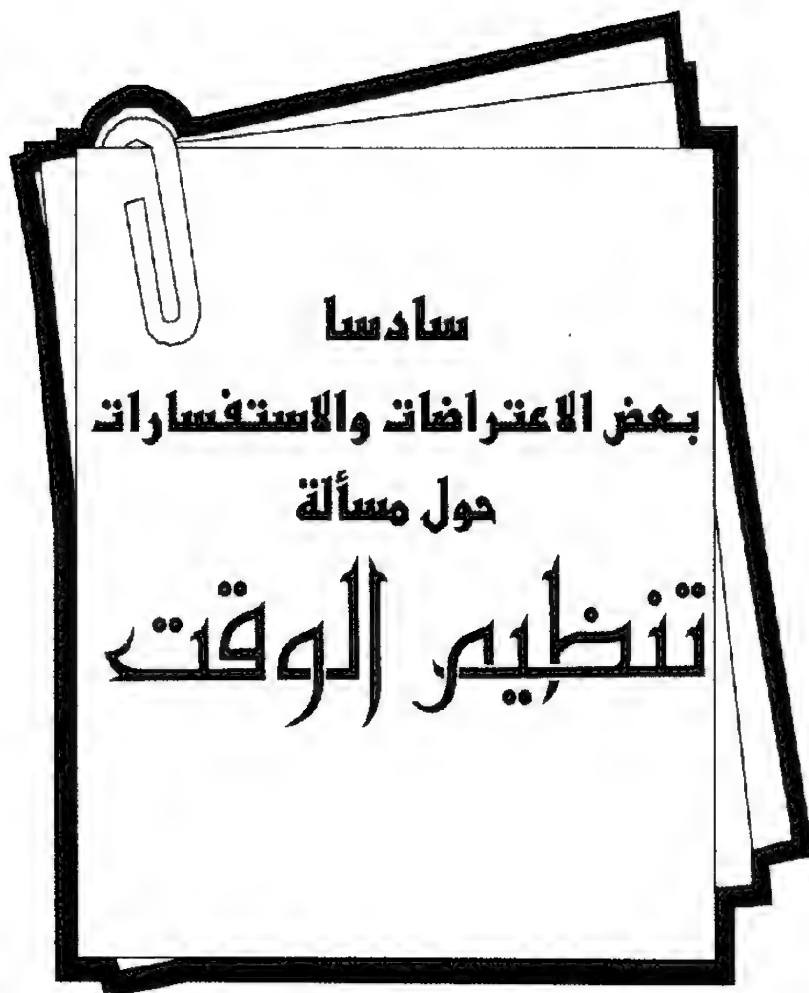 سادسا
بعض الاعتراضات والاستفسارات
حول مسألة
تنظيم الوقت